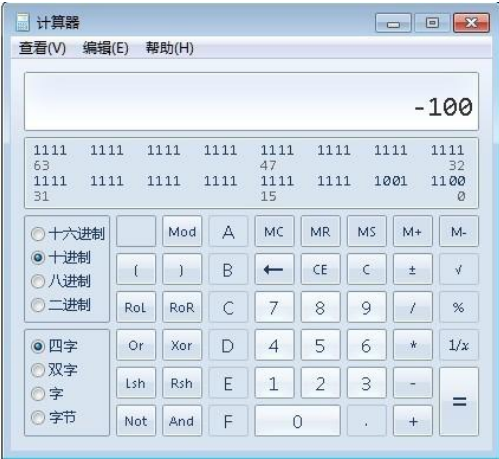 计算器
查看(V) 编辑(E) 帮助(H)
-100
1111 1111 1111 1111 1111 1111 1111 1111
63 47 32
1111 1111 1111 1111 1111 1111 1001 1100
31 15 0
十六进制 Mod A MC MR MS M+ M-
十进制 ( ) B ← CE C ± √
八进制
二进制 RoL RoR C 7 8 9 / %
四字 Or Xor D 4 5 6 * 1/x
双字
字 Lsh Rsh E 1 2 3 - =
字节 Not And F 0 . +